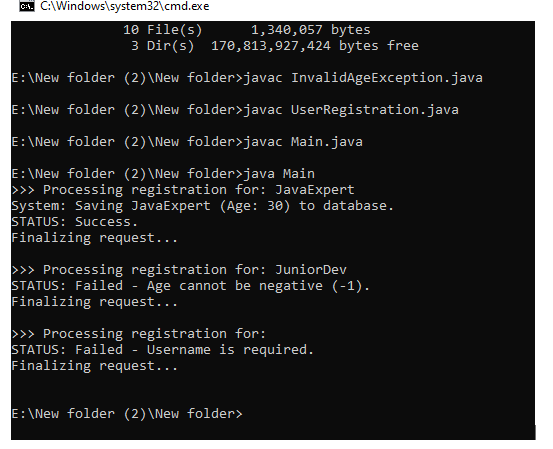 C:\Windows\system32\cmd.exe
10 File(s) 1,340,057 bytes
3 Dir(s) 170,813,927,424 bytes free
E:\New folder (2)\New folder>javac InvalidAgeException.java
E:\New folder (2)\New folder>javac UserRegistration.java
E:\New folder (2)\New folder>javac Main.java
E:\New folder (2)\New folder>java Main
>>> Processing registration for: JavaExpert
System: Saving JavaExpert (Age: 30) to database.
STATUS: Success.
Finalizing request...
>>> Processing registration for: JuniorDev
STATUS: Failed - Age cannot be negative (-1).
Finalizing request...
>>> Processing registration for:
STATUS: Failed - Username is required.
Finalizing request...
E:\New folder (2)\New folder>